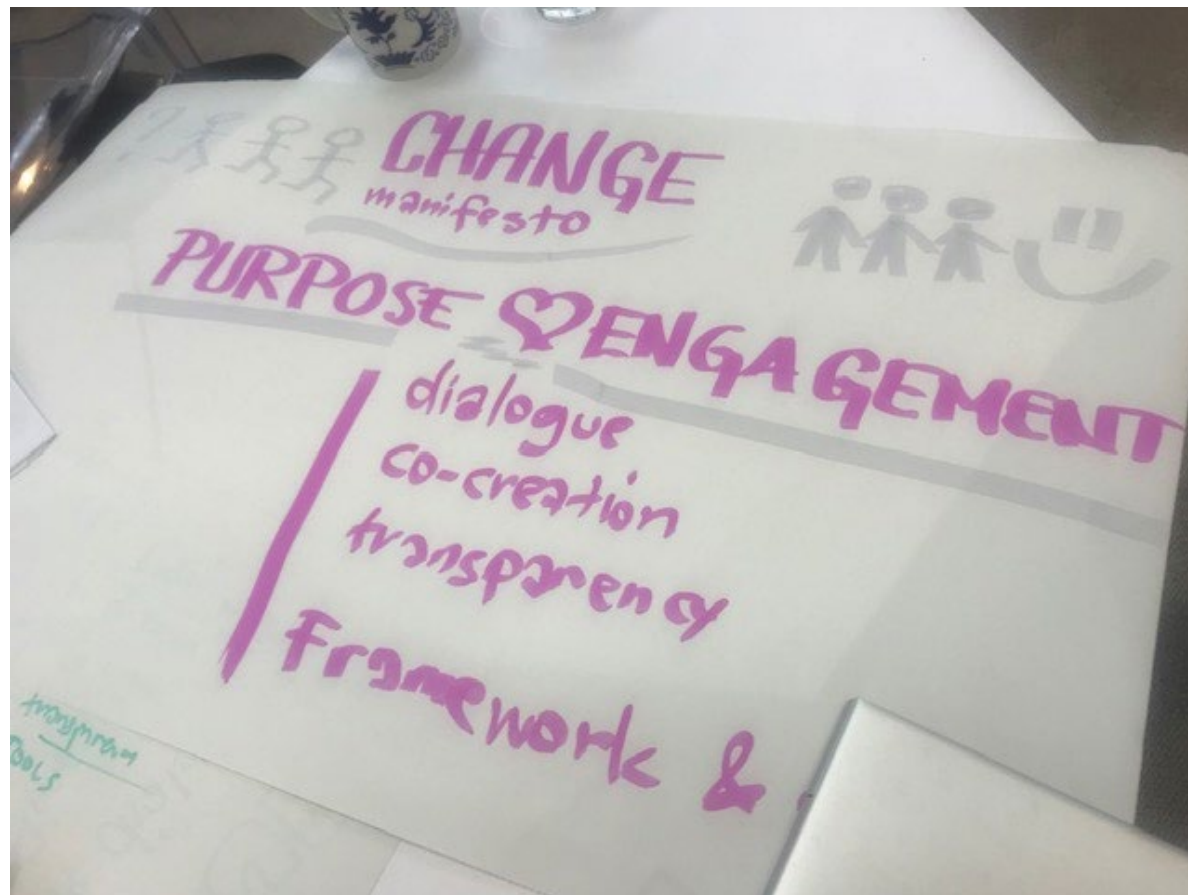 CHANGE
manifesto
PURPOSE ♡ ENGAGEMENT
dialogue
co-creation
transparency
Framework &